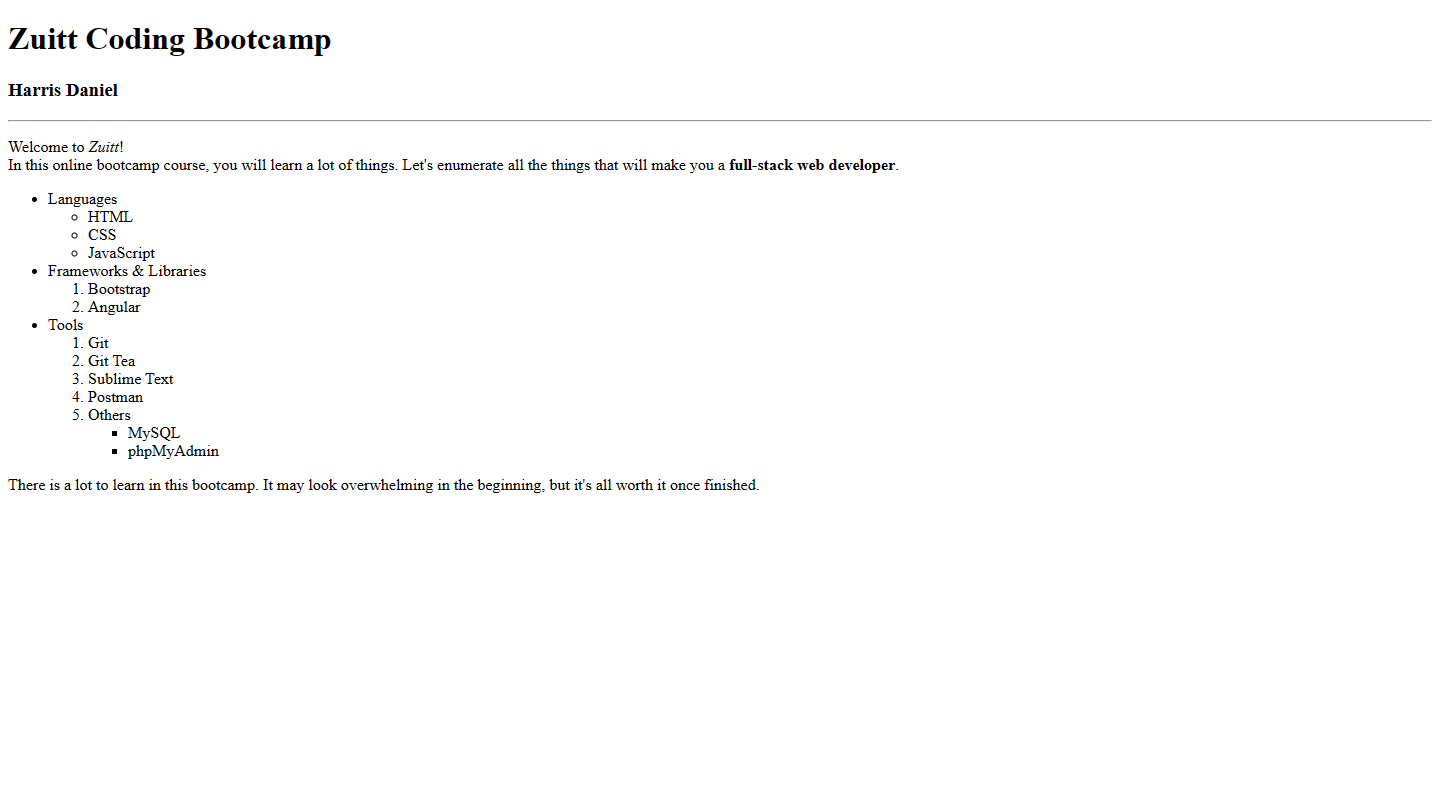 Zuitt Coding Bootcamp
Harris Daniel
Welcome to Zuitt!
In this online bootcamp course, you will learn a lot of things. Let's enumerate all the things that will make you a full-stack web developer.
Languages
HTML
CSS
JavaScript
Frameworks & Libraries
1. Bootstrap
2. Angular
Tools
1. Git
2. Git Tea
3. Sublime Text
4. Postman
5. Others
MySQL
phpMyAdmin
There is a lot to learn in this bootcamp. It may look overwhelming in the beginning, but it's all worth it once finished.